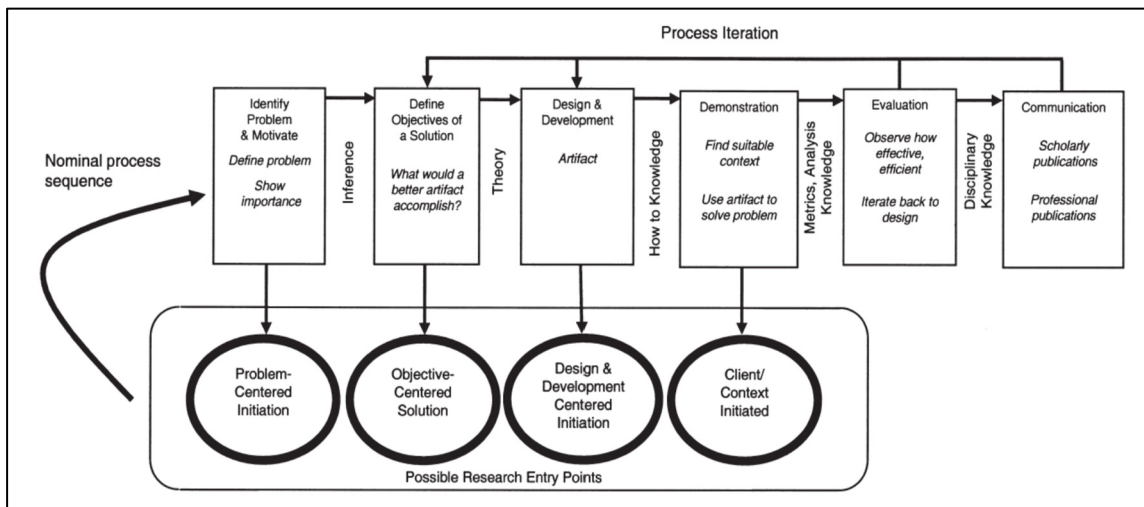 Process Iteration
Nominal process
sequence
Identify
Problem
& Motivate
Define problem
Show
importance
Inference
Define
Objectives of
a Solution
What would a
better artifact
accomplish?
Theory
Design &
Development
Artifact
How to Knowledge
Demonstration
Find suitable
context
Use artifact to
solve problem
Metrics, Analysis
Knowledge
Evaluation
Observe how
effective,
efficient
Iterate back to
design
Disciplinary
Knowledge
Communication
Scholarly
publications
Professional
publications
Problem-
Centered
Initiation
Objective-
Centered
Solution
Design &
Development
Centered
Initiation
Client/
Context
Initiated
Possible Research Entry Points